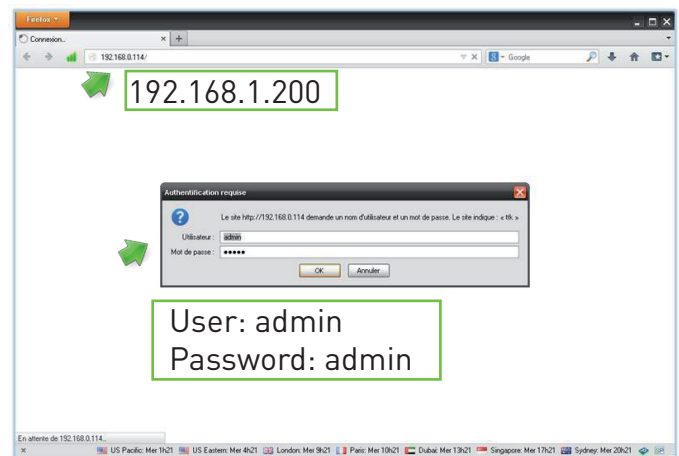 Firefox
Connexion...
192.168.0.114/
Google
192.168.1.200
Authentification requise
Le site http://192.168.0.114 demande un nom d'utilisateur et un mot de passe. Le site indique : « ttk »
Utilisateur : admin
Mot de passe : •••••
OK Annuler
User: admin
Password: admin
En attente de 192.168.0.114...
US Pacific: Mer 1h21 US Eastern: Mer 4h21 London: Mer 9h21 Paris: Mer 10h21 Dubai: Mer 13h21 Singapore: Mer 17h21 Sydney: Mer 20h21